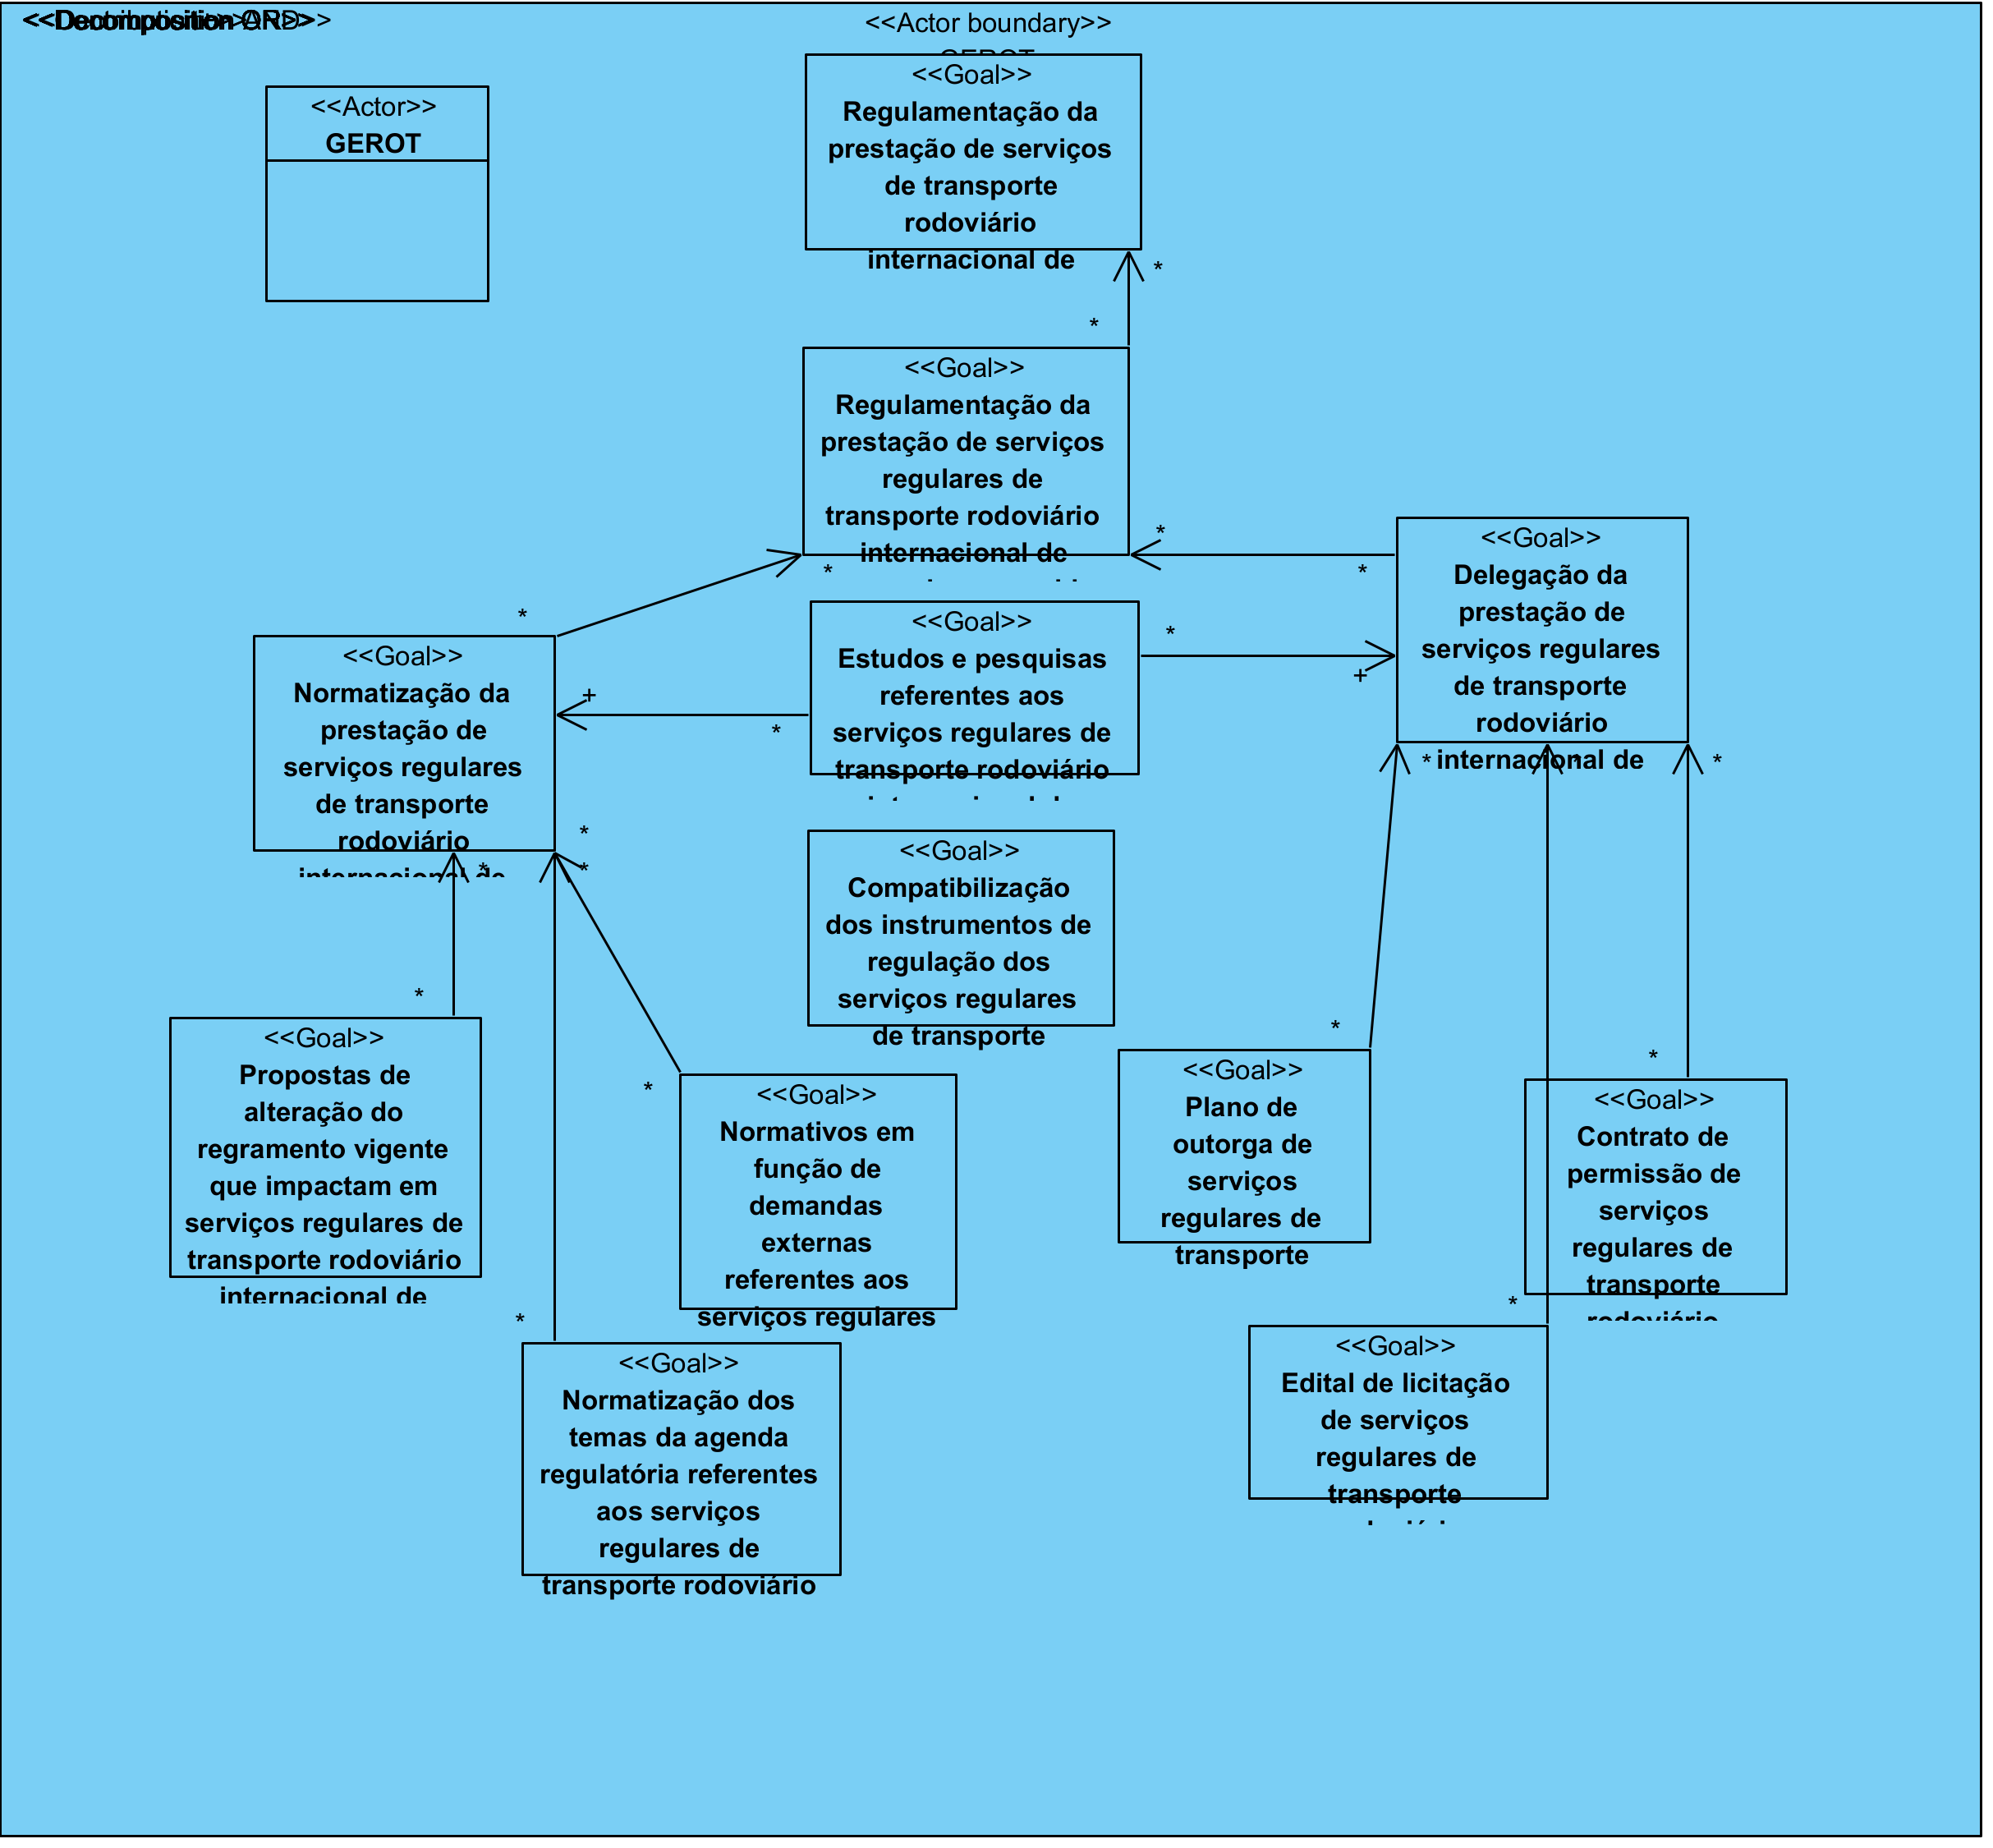 <<Actor boundary>>
GEROT
<<Actor>>
GEROT
<<Goal>>
Regulamentação da
prestação de serviços
de transporte
rodoviário
internacional de
*
*
<<Goal>>
Regulamentação da
prestação de serviços
regulares de
transporte rodoviário
internacional de
*
*
*
*
<<Goal>>
Delegação da
prestação de
serviços regulares
de transporte
rodoviário
internacional de
<<Goal>>
Estudos e pesquisas
referentes aos
serviços regulares de
transporte rodoviário
*
+
+
*
<<Goal>>
Normatização da
prestação de
serviços regulares
de transporte
rodoviário
internacional de
*
*
*
*
*
*
<<Goal>>
Compatibilização
dos instrumentos de
regulação dos
serviços regulares
de transporte
*
*
*
*
*
*
<<Goal>>
Propostas de
alteração do
regramento vigente
que impactam em
serviços regulares de
transporte rodoviário
internacional de
<<Goal>>
Normativos em
função de
demandas
externas
referentes aos
serviços regulares
<<Goal>>
Plano de
outorga de
serviços
regulares de
transporte
<<Goal>>
Contrato de
permissão de
serviços
regulares de
transporte
rodoviário
<<Goal>>
Normatização dos
temas da agenda
regulatória referentes
aos serviços
regulares de
transporte rodoviário
<<Goal>>
Edital de licitação
de serviços
regulares de
transporte